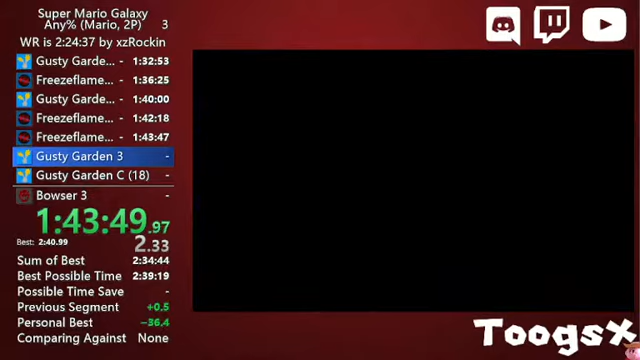 Super Mario Galaxy
Any% (Mario, 2P) 3
WR is 2:24:37 by xzRockin
Gusty Garde... - 1:32:53
Freezeflame... - 1:36:25
Gusty Garde... - 1:40:00
Freezeflame... - 1:42:18
Freezeflame... - 1:43:47
Gusty Garden 3 -
Gusty Garden C (18) -
Bowser 3 -
1:43:49.97
Best: 2:40.99 2.33
Sum of Best 2:34:44
Best Possible Time 2:39:19
Possible Time Save -
Previous Segment +0.5
Personal Best −36.4
Comparing Against None
ToogsX